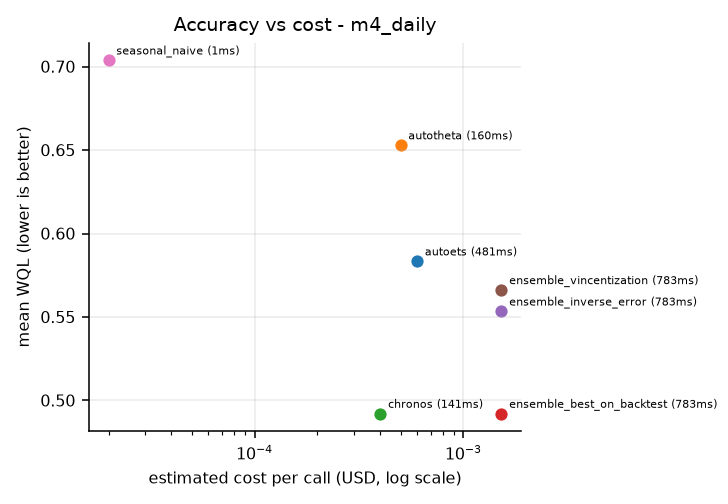 Accuracy vs cost - m4_daily
seasonal_naive (1ms)
0.70
autotheta (160ms)
0.65
0.60
autoets (481ms)
ensemble_vincentization (783ms)
ensemble_inverse_error (783ms)
0.55
chronos (141ms)
ensemble_best_on_backtest (783ms)
0.50
mean WQL (lower is better)
10⁻⁴
10⁻³
estimated cost per call (USD, log scale)